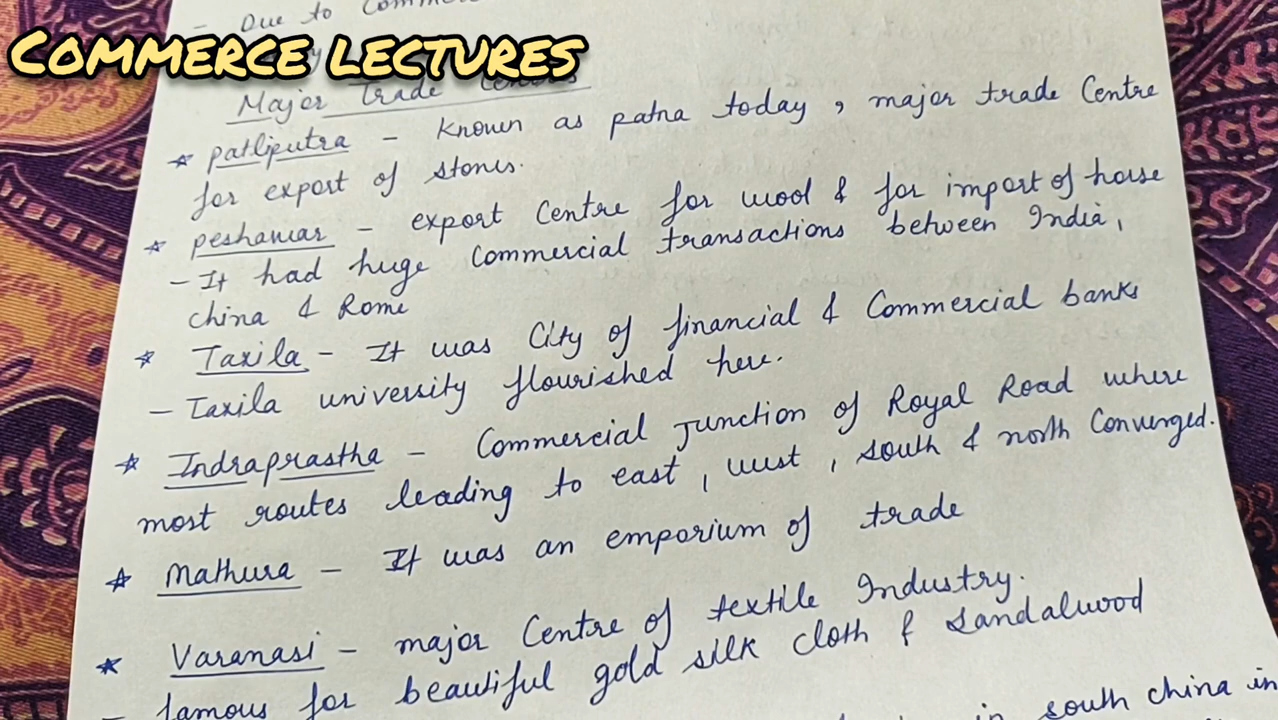 - Due to Comme
COMMERCE LECTURES
Major Trade
* patliputra - known as patna today, major trade Centre
for export of stones.
* peshawar - export Centre for wool & for import of horse
- It had huge Commercial transactions between India,
china & Rome
* Taxila - It was City of financial & Commercial banks
- Taxila university flourished here.
* Indraprastha - Commercial Junction of Royal Road where
most routes leading to east, west, south & north Converged.
* Mathura - It was an emporium of trade
* Varanasi - major Centre of textile Industry.
- famous for beautiful gold silk cloth & Sandalwood
in south china in